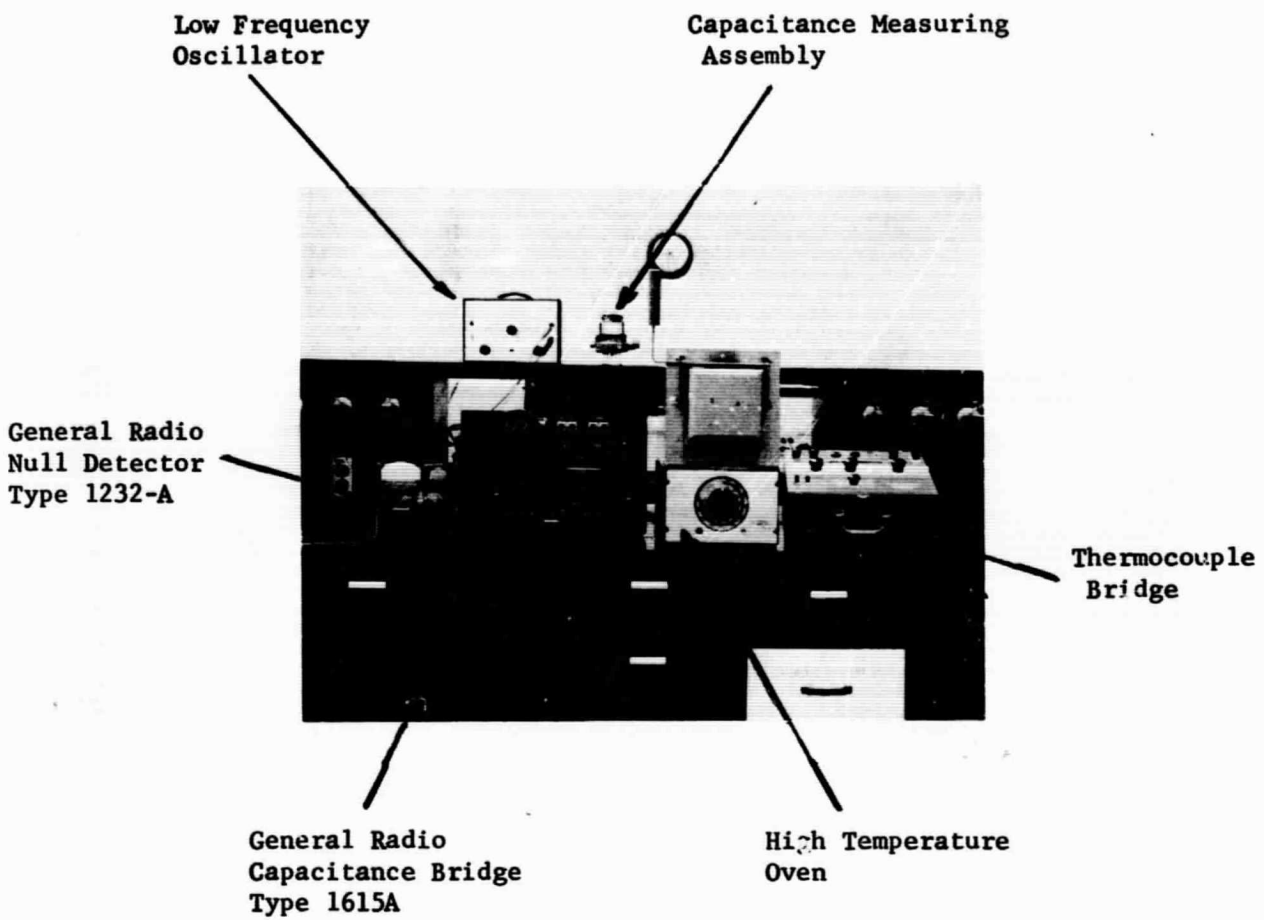 Low Frequency
Oscillator
Capacitance Measuring
Assembly
General Radio
Null Detector
Type 1232-A
Thermocouple
Bridge
General Radio
Capacitance Bridge
Type 1615A
High Temperature
Oven